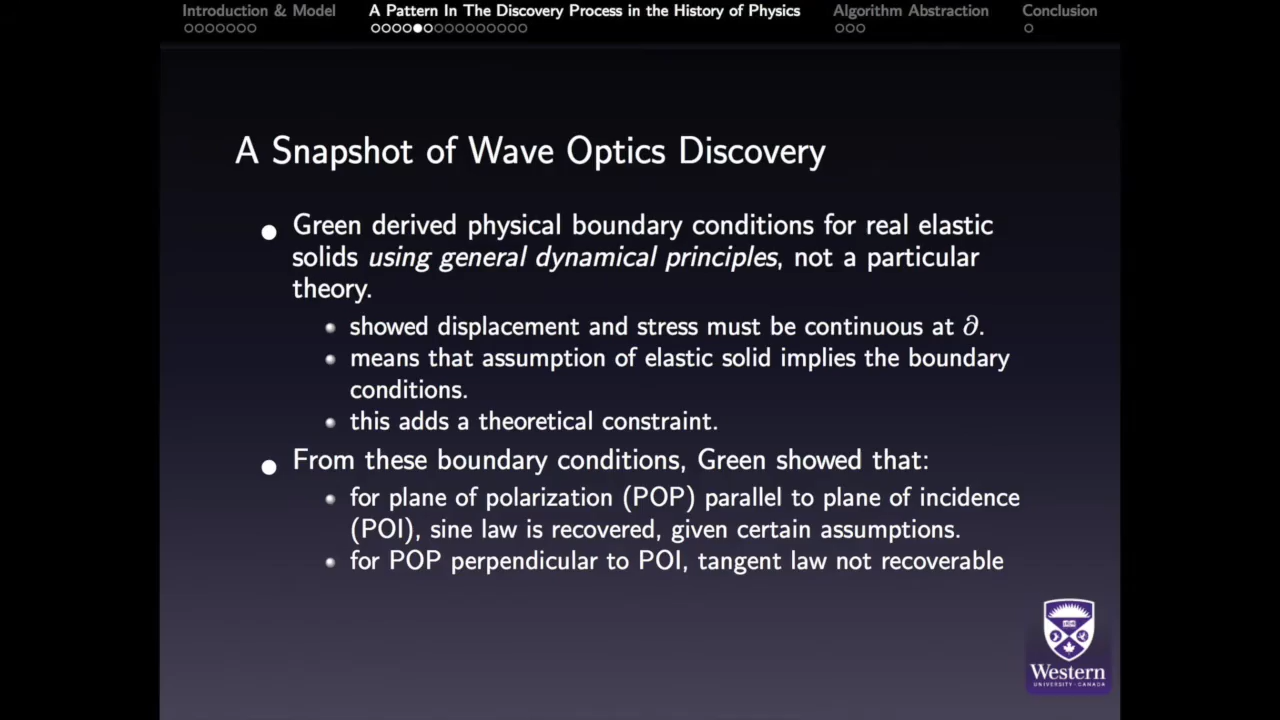 Introduction & Model
A Pattern In The Discovery Process in the History of Physics
Algorithm Abstraction
Conclusion
A Snapshot of Wave Optics Discovery
Green derived physical boundary conditions for real elastic
solids using general dynamical principles, not a particular
theory.
showed displacement and stress must be continuous at ∂.
means that assumption of elastic solid implies the boundary
conditions.
this adds a theoretical constraint.
From these boundary conditions, Green showed that:
for plane of polarization (POP) parallel to plane of incidence
(POI), sine law is recovered, given certain assumptions.
for POP perpendicular to POI, tangent law not recoverable
Western
UNIVERSITY · CANADA